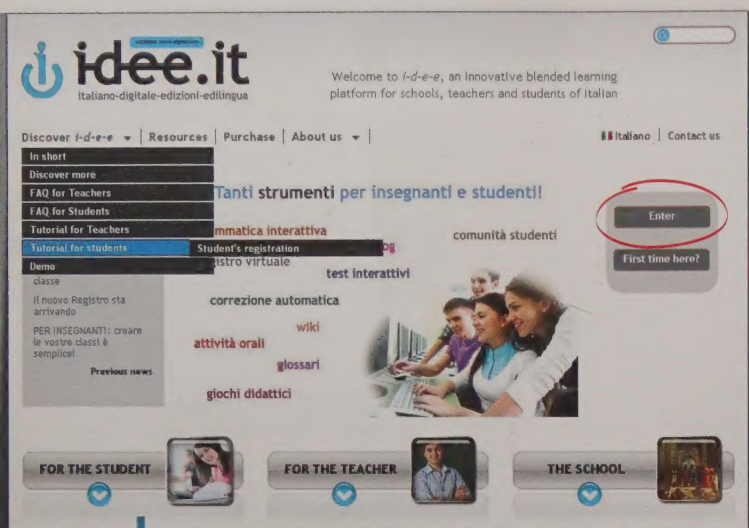 i-dee.it
italiano-digitale-edizioni-edilingua
Welcome to i-d-e-e, an innovative blended learning
platform for schools, teachers and students of Italian
Discover i-d-e-e | Resources | Purchase | About us |
Italiano | Contact us
In short
Discover more
FAQ for Teachers
FAQ for Students
Tutorial for Teachers
Tutorial for students
Student's registration
Demo
classe
Il nuovo Registro sta
arrivando
PER INSEGNANTI: creare
le vostre classi è
semplice!
Previous news
Tanti strumenti per insegnanti e studenti!
mmatica interattiva
og
comunità studenti
istro virtuale
test interattivi
correzione automatica
wiki
attività orali
glossari
giochi didattici
Enter
First time here?
FOR THE STUDENT
FOR THE TEACHER
THE SCHOOL